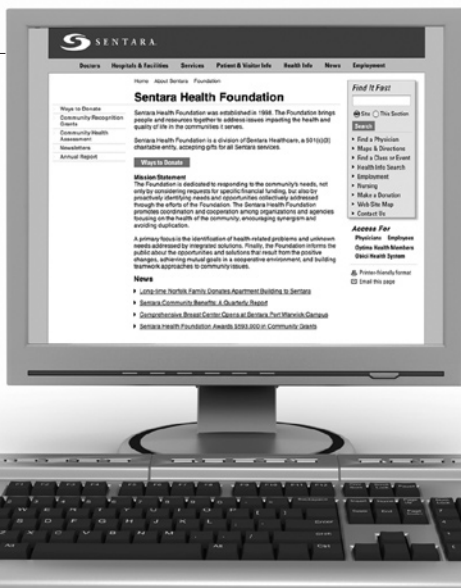 SENTARA
Doctors Hospitals & Facilities Services Patient & Visitor Info Health Info News Employment
Home About Sentara Foundation
Sentara Health Foundation
Ways to Donate
Community Recognition
Grants
Community Health
Assessment
Newsletters
Annual Report
Sentara Health Foundation was established in 1998. The Foundation brings
people and resources together to address issues impacting the health and
quality of life in the communities it serves.
Sentara Health Foundation is a division of Sentara Healthcare, a 501(c)(3)
charitable entity, accepting gifts for all Sentara services.
Ways to Donate
Mission Statement
The Foundation is dedicated to responding to the community's needs, not
only by considering requests for specific financial funding, but also by
proactively identifying needs and opportunities collectively addressed
through the efforts of the Foundation. The Sentara Health Foundation
promotes coordination and cooperation among organizations and agencies
focusing on the health of the community, encouraging synergism and
avoiding duplication.
A primary focus is the identification of health-related problems and unknown
needs addressed by integrated solutions. Finally, the Foundation informs the
public about the opportunities and solutions that result from the positive
changes, achieving mutual goals in a cooperative environment, and building
teamwork approaches to community issues.
News
Long-time Norfolk Family Donates Apartment Building to Sentara
Sentara Community Benefits: A Quarterly Report
Comprehensive Breast Center Opens at Sentara Port Warwick Campus
Sentara Health Foundation Awards $593,000 in Community Grants
Find It Fast
Site This Section
Search
Find a Physician
Maps & Directions
Find a Class or Event
Health Info Search
Employment
Nursing
Make a Donation
Web Site Map
Contact Us
Access For
Physicians Employees
Optima Health Members
Obici Health System
Printer-friendly format
Email this page